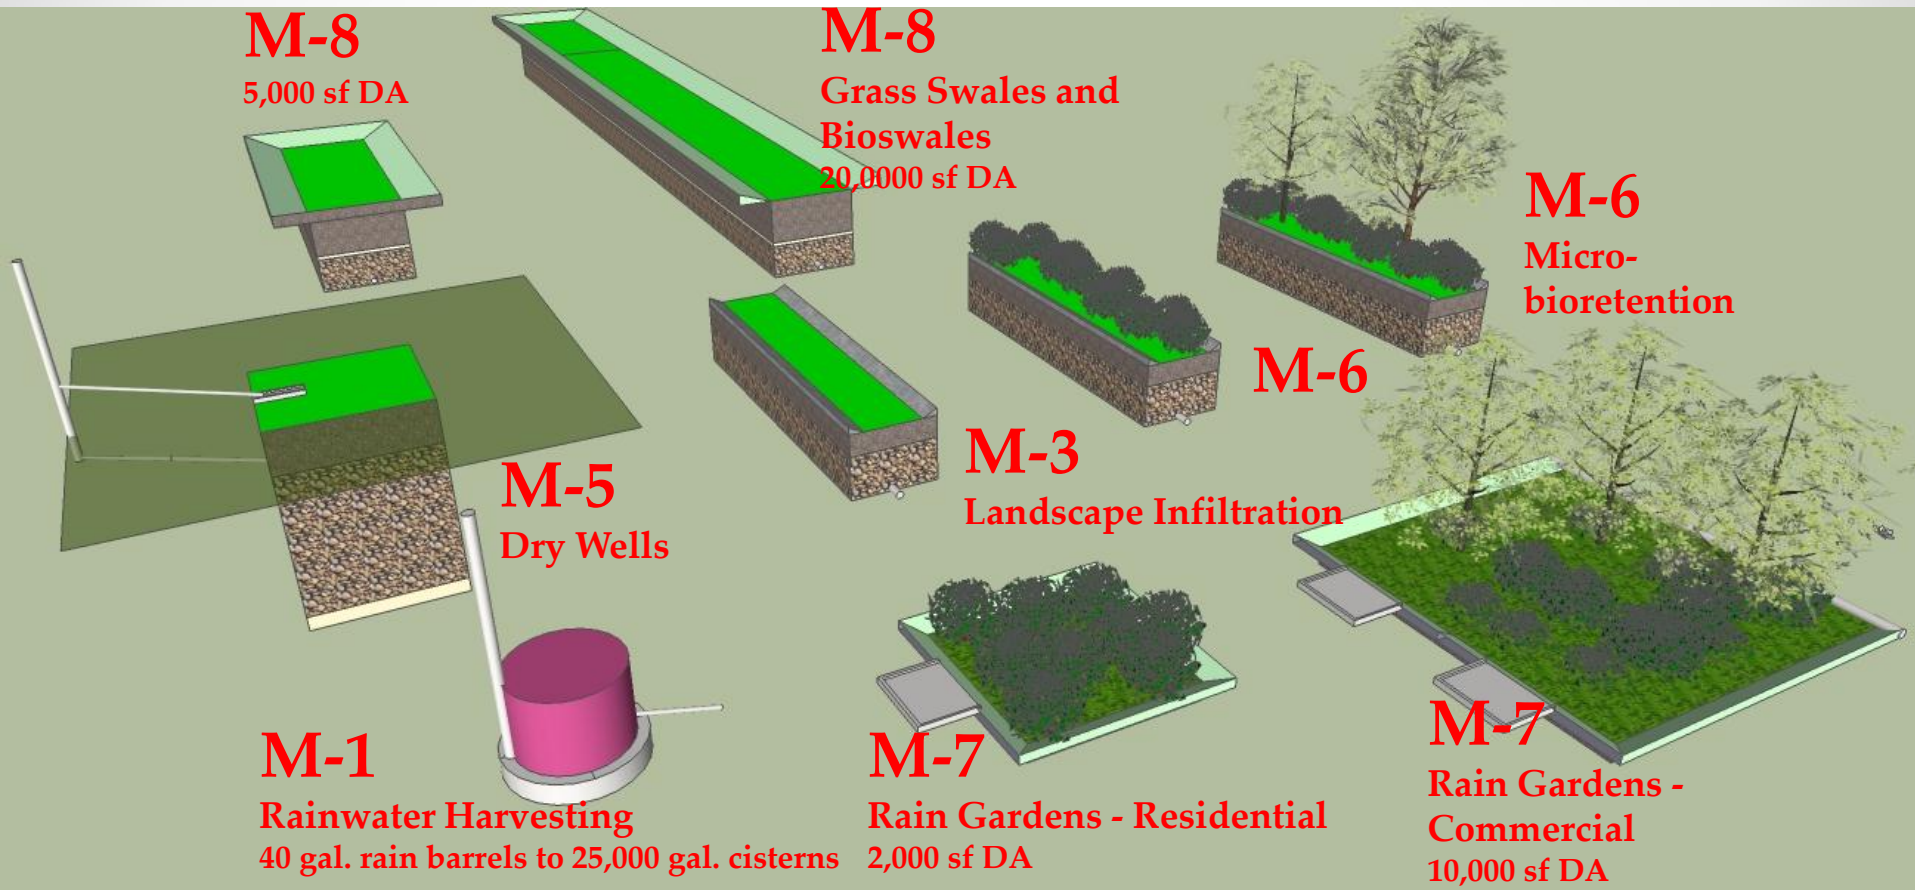 M-8
5,000 sf DA
M-8
Grass Swales and
Bioswales
20,0000 sf DA
M-6
Micro-
bioretention
M-6
M-3
Landscape Infiltration
M-5
Dry Wells
M-1
Rainwater Harvesting
40 gal. rain barrels to 25,000 gal. cisterns
M-7
Rain Gardens - Residential
2,000 sf DA
M-7
Rain Gardens -
Commercial
10,000 sf DA